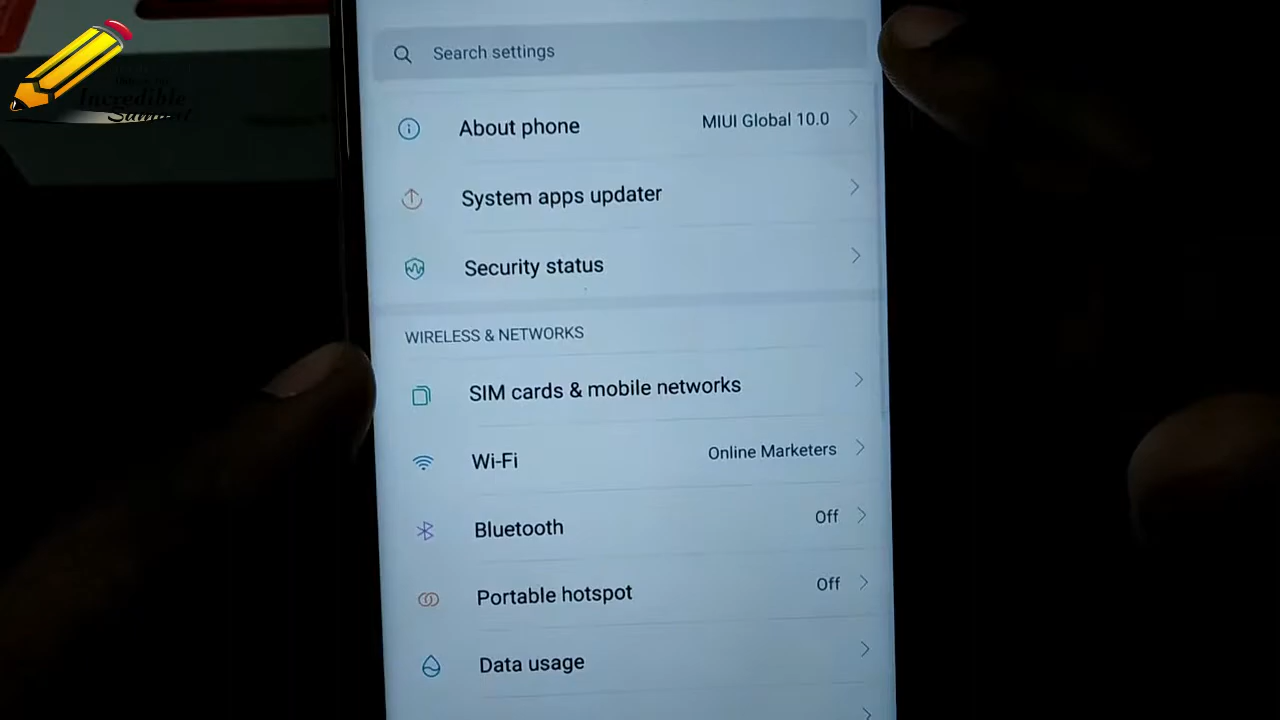 Incredible
Summit
Search settings
About phone MIUI Global 10.0
System apps updater
Security status
WIRELESS & NETWORKS
SIM cards & mobile networks
Wi-Fi Online Marketers
Bluetooth Off
Portable hotspot Off
Data usage